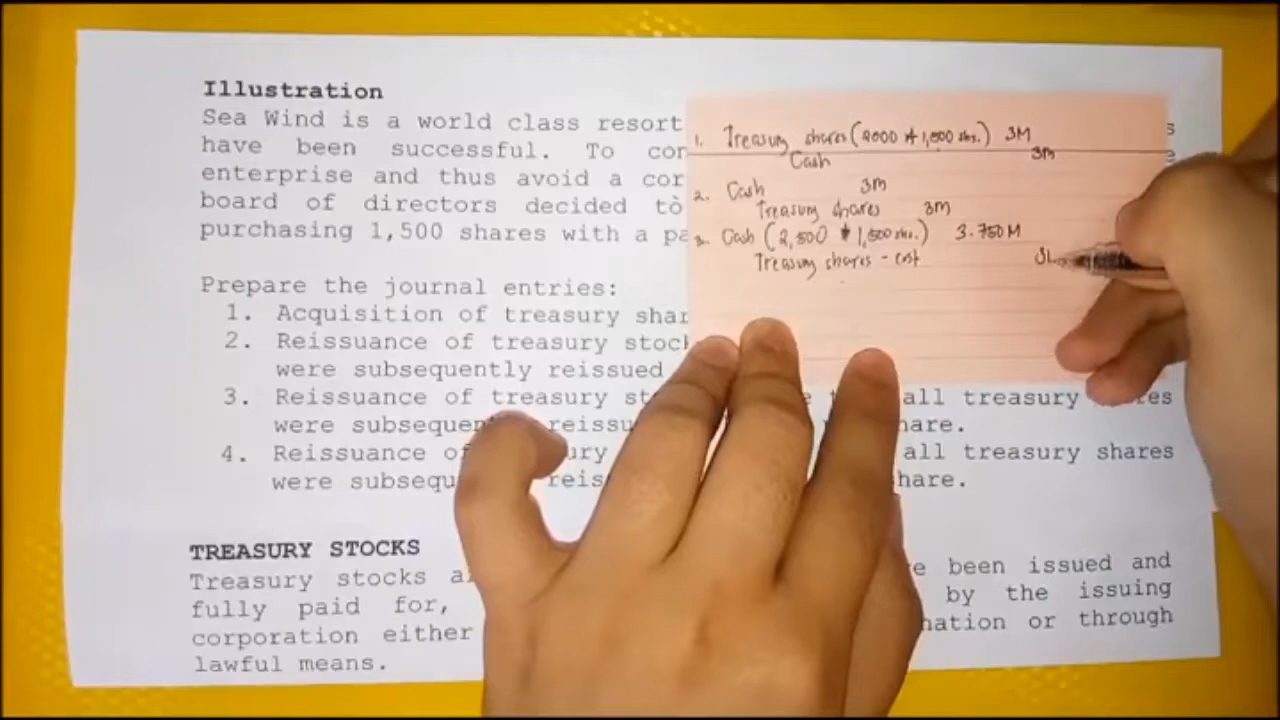 Illustration
Sea Wind is a world class resort
have been successful. To con
enterprise and thus avoid a cor
board of directors decided to
purchasing 1,500 shares with a pa
Prepare the journal entries:
1. Acquisition of treasury shar
2. Reissuance of treasury stock
were subsequently reissued
3. Reissuance of treasury st all treasury
were subsequen reissu hare.
4. Reissuance of ury all treasury shares
were subsequ reis hare.
TREASURY STOCKS
Treasury stocks a e been issued and
fully paid for, by the issuing
corporation either nation or through
lawful means.
1. Treasury shares (2000 * 1,500 shs.) 3M
Cash 3M
2. Cash 3M
Treasury shares 3M
3. Cash (2,500 * 1,500 shs.) 3.750M
Treasury shares - cost